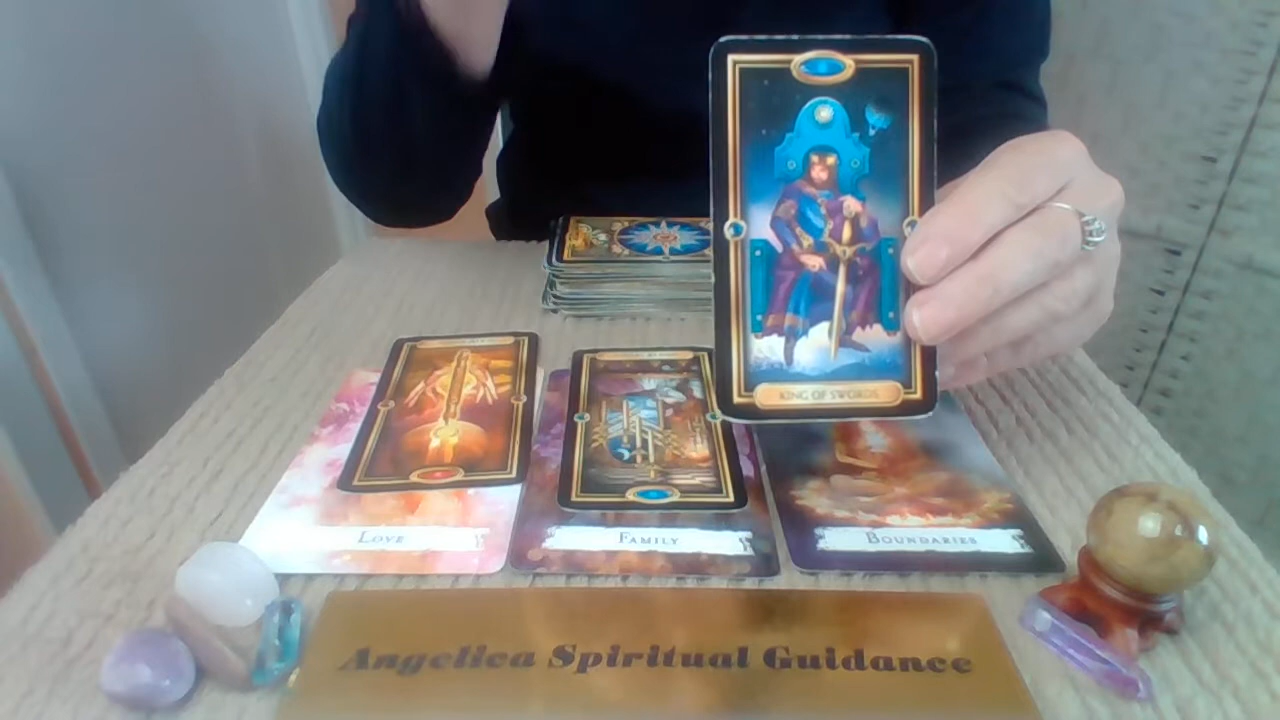 KING OF SWORDS
LOVE
FAMILY
BOUNDARIES
Angelica Spiritual Guidance